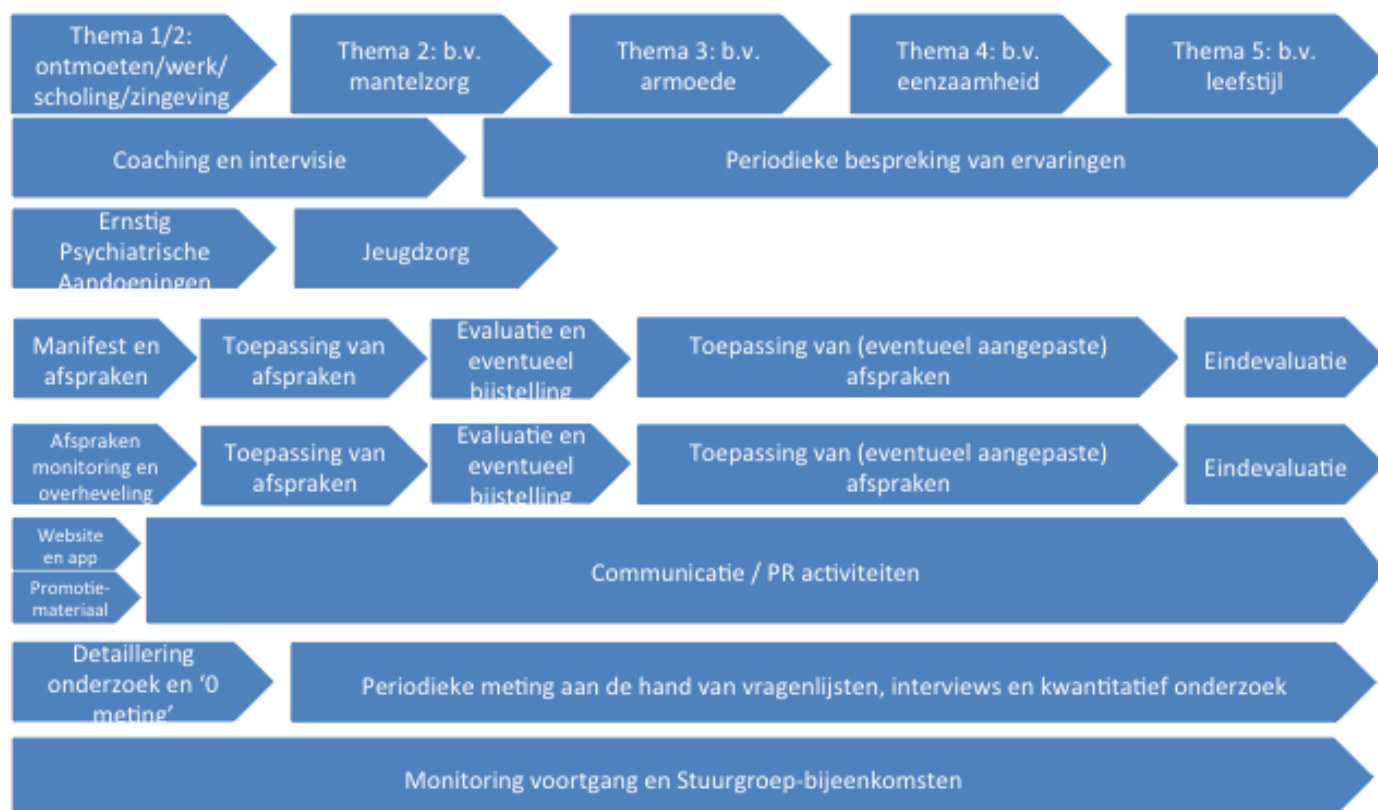 Thema 1/2:
ontmoeten/werk/
scholing/zingeving
Thema 2: b.v.
mantelzorg
Thema 3: b.v.
armoede
Thema 4: b.v.
eenzaamheid
Thema 5: b.v.
leefstijl
Coaching en intervisie
Periodieke bespreking van ervaringen
Ernstig
Psychiatrische
Aandoeningen
Jeugdzorg
Manifest en
afspraken
Toepassing van
afspraken
Evaluatie en
eventueel
bijstelling
Toepassing van (eventueel aangepaste)
afspraken
Eindevaluatie
Afspraken
monitoring en
overheveling
Toepassing van
afspraken
Evaluatie en
eventueel
bijstelling
Toepassing van (eventueel aangepaste)
afspraken
Eindevaluatie
Website
en app
Promotie-
materiaal
Communicatie / PR activiteiten
Detaillering
onderzoek en ‘0
meting’
Periodieke meting aan de hand van vragenlijsten, interviews en kwantitatief onderzoek
Monitoring voortgang en Stuurgroep-bijeenkomsten